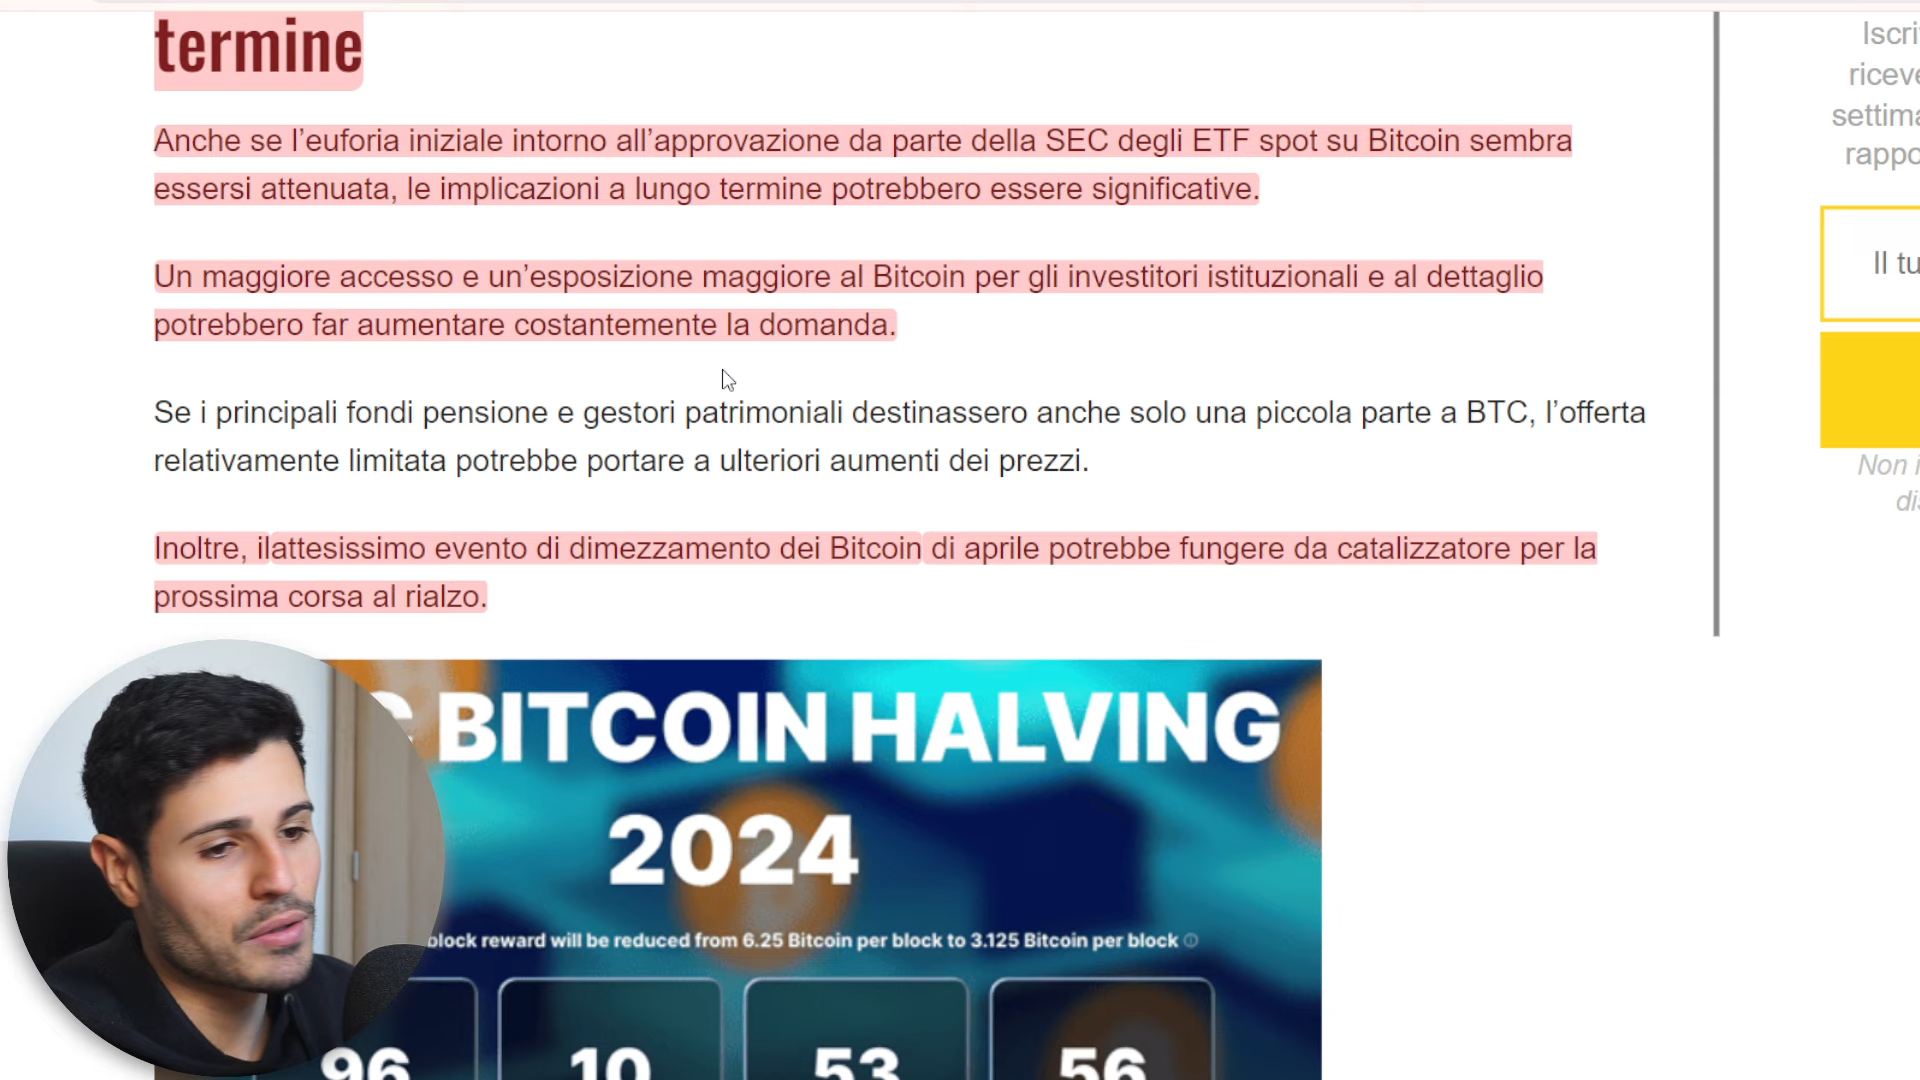 termine
Anche se l’euforia iniziale intorno all’approvazione da parte della SEC degli ETF spot su Bitcoin sembra
essersi attenuata, le implicazioni a lungo termine potrebbero essere significative.
Un maggiore accesso e un’esposizione maggiore al Bitcoin per gli investitori istituzionali e al dettaglio
potrebbero far aumentare costantemente la domanda.
Se i principali fondi pensione e gestori patrimoniali destinassero anche solo una piccola parte a BTC, l’offerta
relativamente limitata potrebbe portare a ulteriori aumenti dei prezzi.
Inoltre, ilattesissimo evento di dimezzamento dei Bitcoin di aprile potrebbe fungere da catalizzatore per la
prossima corsa al rialzo.
BITCOIN HALVING
2024
block reward will be reduced from 6.25 Bitcoin per block to 3.125 Bitcoin per block
96 10 53 56
Iscri
riceve
settima
rappo
Il tu
Non i
dis